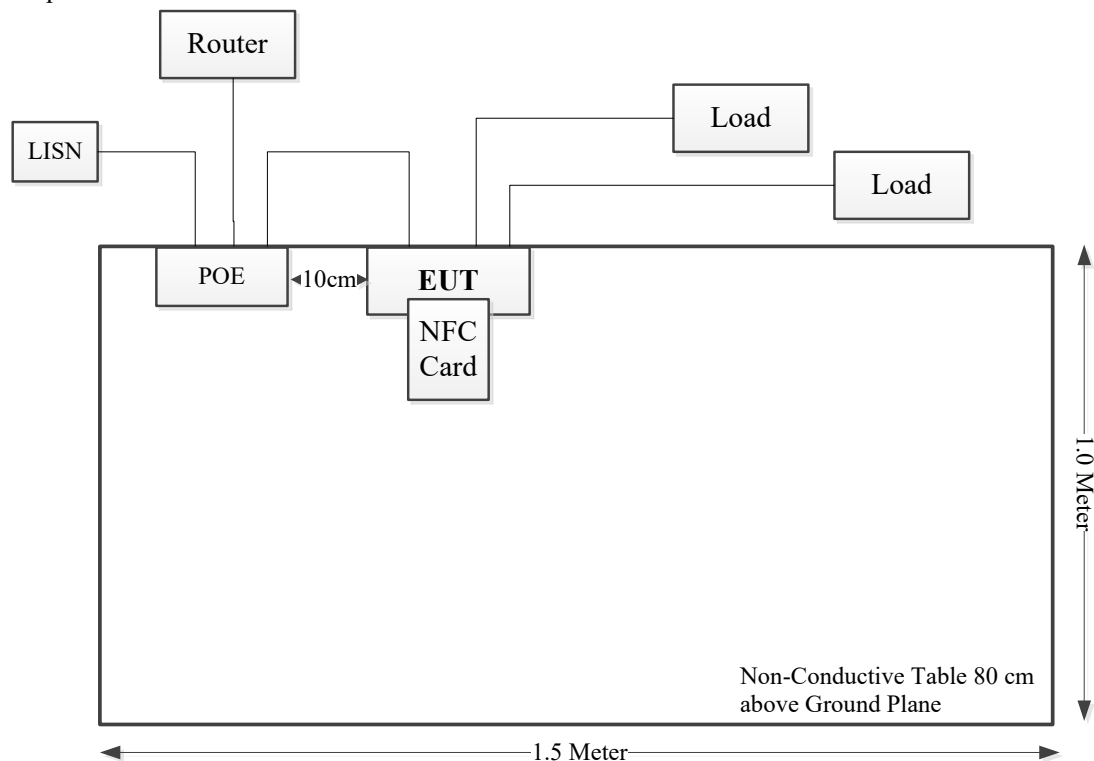 Router
LISN
Load
Load
POE
10cm
EUT
NFC
Card
1.0 Meter
Non-Conductive Table 80 cm
above Ground Plane
1.5 Meter